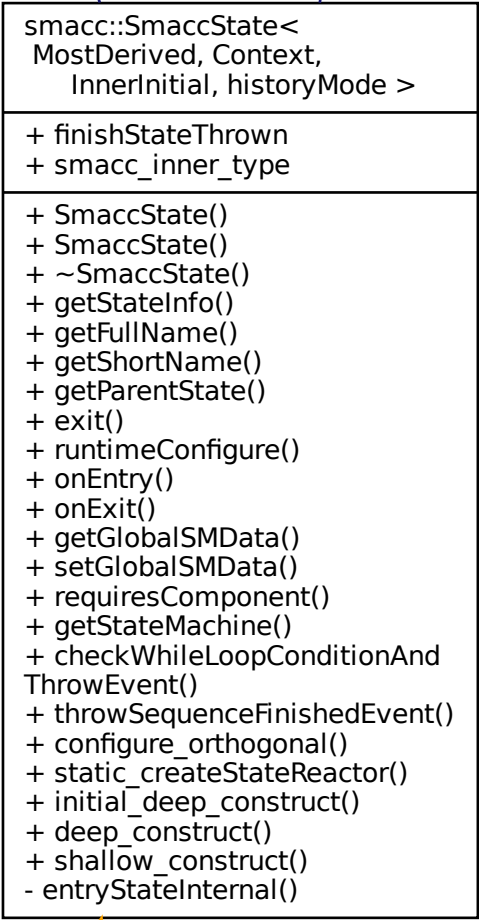 smacc::SmaccState<
MostDerived, Context,
InnerInitial, historyMode >
+ finishStateThrown
+ smacc_inner_type
+ SmaccState()
+ SmaccState()
+ ~SmaccState()
+ getStateInfo()
+ getFullName()
+ getShortName()
+ getParentState()
+ exit()
+ runtimeConfigure()
+ onEntry()
+ onExit()
+ getGlobalSMData()
+ setGlobalSMData()
+ requiresComponent()
+ getStateMachine()
+ checkWhileLoopConditionAnd
ThrowEvent()
+ throwSequenceFinishedEvent()
+ configure_orthogonal()
+ static_createStateReactor()
+ initial_deep_construct()
+ deep_construct()
+ shallow_construct()
- entryStateInternal()